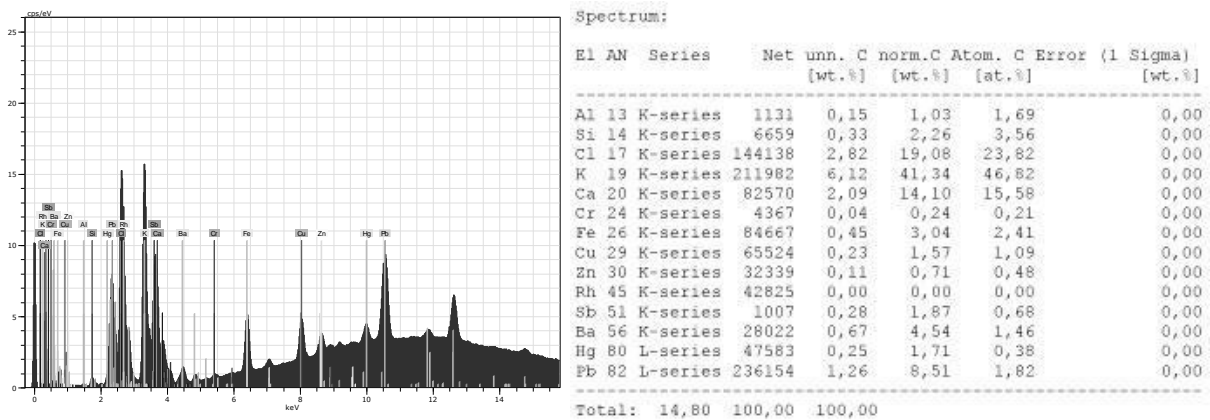 cps/eV
25
20
15
10
5
0
Sb
Rh Ba Zn Pb Rh
K Cr Cu Al Hg K Sb Ba Cr Fe Cu Zn Hg Pb
Cl Fe Si Cl Ca
Ca
0 2 4 6 8 10 12 14
keV
Spectrum:
El AN Series Net unn. C norm.C Atom. C Error (1 Sigma)
[wt.%] [wt.%] [at.%] [wt.%]
Al 13 K-series 1131 0,15 1,03 1,69 0,00
Si 14 K-series 6659 0,33 2,26 3,56 0,00
Cl 17 K-series 144138 2,82 19,08 23,82 0,00
K 19 K-series 211982 6,12 41,34 46,82 0,00
Ca 20 K-series 82570 2,09 14,10 15,58 0,00
Cr 24 K-series 4367 0,04 0,24 0,21 0,00
Fe 26 K-series 84667 0,45 3,04 2,41 0,00
Cu 29 K-series 65524 0,23 1,57 1,09 0,00
Zn 30 K-series 32339 0,11 0,71 0,48 0,00
Rh 45 K-series 42825 0,00 0,00 0,00 0,00
Sb 51 K-series 1007 0,28 1,87 0,68 0,00
Ba 56 K-series 28022 0,67 4,54 1,46 0,00
Hg 80 L-series 47583 0,25 1,71 0,38 0,00
Pb 82 L-series 236154 1,26 8,51 1,82 0,00
Total: 14,80 100,00 100,00